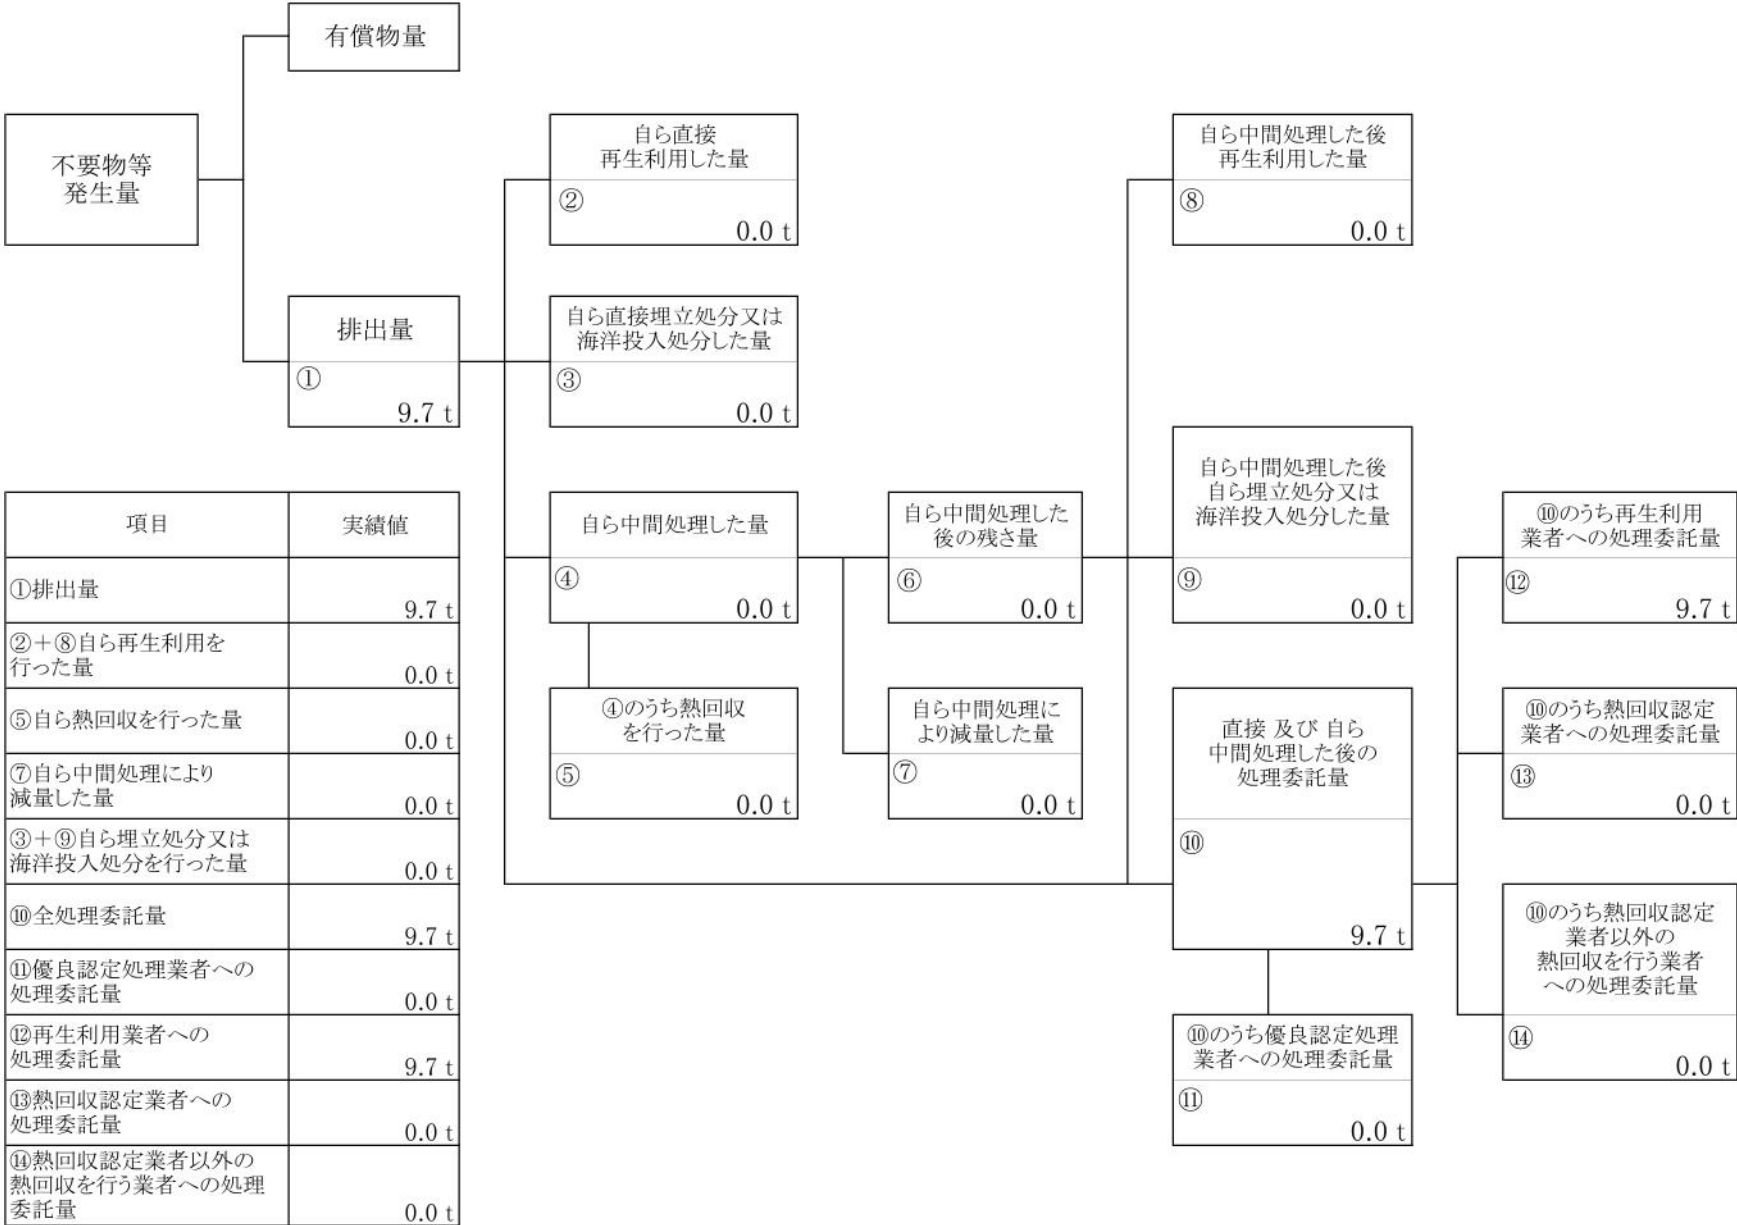 有償物量
不要物等
発生量
自ら直接
再生利用した量
②
0.0 t
自ら中間処理した後
再生利用した量
⑧
0.0 t
排出量
①
9.7 t
自ら直接埋立処分又は
海洋投入処分した量
③
0.0 t
自ら中間処理した量
④
0.0 t
自ら中間処理した
後の残さ量
⑥
0.0 t
自ら中間処理した後
自ら埋立処分又は
海洋投入処分した量
⑨
0.0 t
⑩のうち再生利用
業者への処理委託量
⑫
9.7 t
④のうち熱回収
を行った量
⑤
0.0 t
自ら中間処理に
より減量した量
⑦
0.0 t
直接 及び 自ら
中間処理した後の
処理委託量
⑩
9.7 t
⑩のうち熱回収認定
業者への処理委託量
⑬
0.0 t
⑩のうち熱回収認定
業者以外の
熱回収を行う業者
への処理委託量
⑭
0.0 t
⑩のうち優良認定処理
業者への処理委託量
⑪
0.0 t
項目 実績値
①排出量
9.7 t
②＋⑧自ら再生利用を
行った量
0.0 t
⑤自ら熱回収を行った量
0.0 t
⑦自ら中間処理により
減量した量
0.0 t
③＋⑨自ら埋立処分又は
海洋投入処分を行った量
0.0 t
⑩全処理委託量
9.7 t
⑪優良認定処理業者への
処理委託量
0.0 t
⑫再生利用業者への
処理委託量
9.7 t
⑬熱回収認定業者への
処理委託量
0.0 t
⑭熱回収認定業者以外の
熱回収を行う業者への処理
委託量
0.0 t